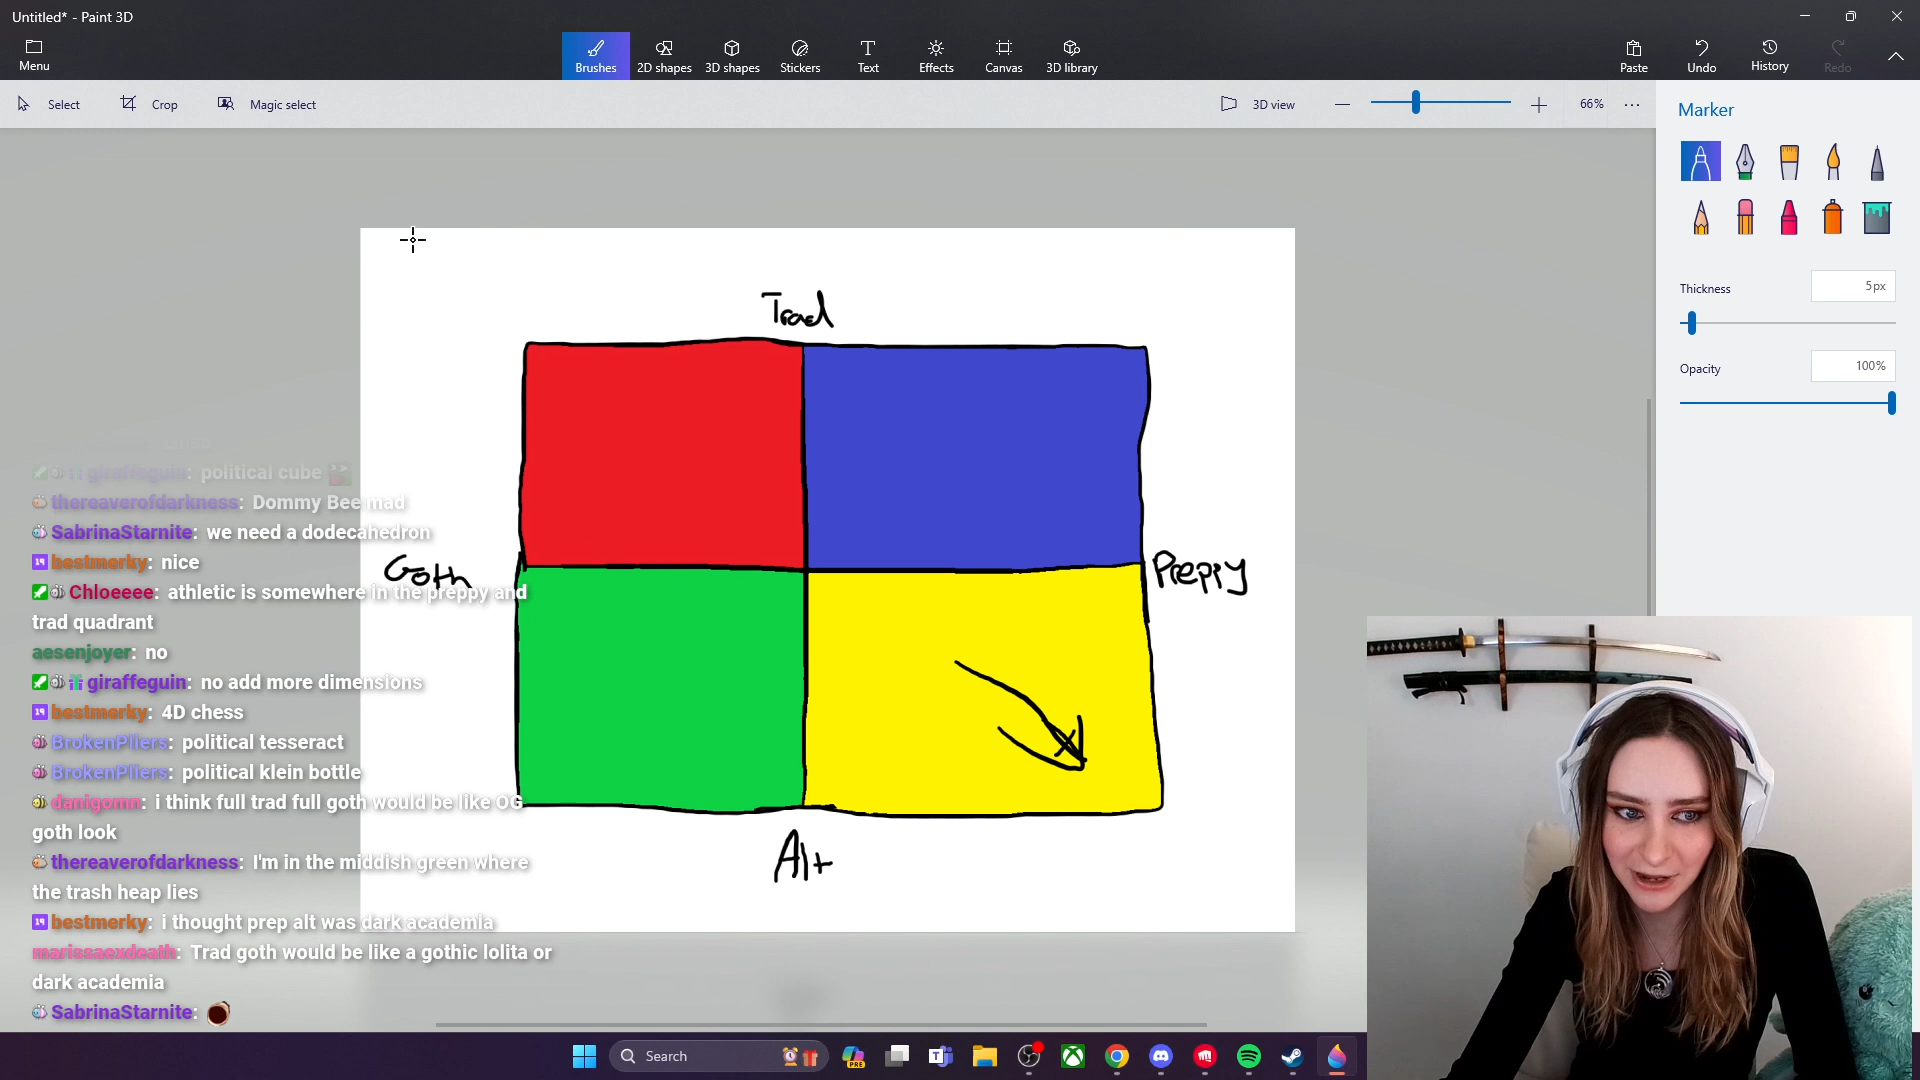 Untitled* - Paint 3D
Menu
Brushes
2D shapes
3D shapes
Stickers
Text
Effects
Canvas
3D library
Paste
Undo
History
Redo
Select
Crop
Magic select
3D view
66%
Marker
Thickness
5px
Opacity
100%
Trad
Goth
Preppy
Alt
giraffeguin: political cube
thereaverofdarkness: Dommy Bee mad
SabrinaStarnite: we need a dodecahedron
bestmerky: nice
Chloeeee: athletic is somewhere in the preppy and
trad quadrant
aesenjoyer: no
giraffeguin: no add more dimensions
bestmerky: 4D chess
BrokenPliers: political tesseract
BrokenPliers: political klein bottle
danigomn: i think full trad full goth would be like OG
goth look
thereaverofdarkness: I'm in the middish green where
the trash heap lies
bestmerky: i thought prep alt was dark academia
marissaexdeath: Trad goth would be like a gothic lolita or
dark academia
SabrinaStarnite:
Search
PRE